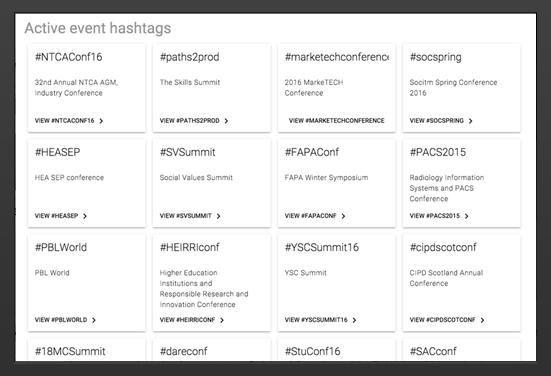 Active event hashtags
#NTCAConf16
32nd Annual NTCA AGM,
Industry Conference
VIEW #NTCACONF16
#paths2prod
The Skills Summit
VIEW #PATHS2PROD
#marketechconference
2016 MarkeTECH
Conference
VIEW #MARKETECHCONFERENCE
#socspring
Socitm Spring Conference
2016
VIEW #SOCSPRING
#HEASEP
HEA SEP conference
VIEW #HEASEP
#SVSummit
Social Values Summit
VIEW #SVSUMMIT
#FAPAConf
FAPA Winter Symposium
VIEW #FAPACONF
#PACS2015
Radiology Information
Systems and PACS
Conference
VIEW #PACS2015
#PBLWorld
PBL World
VIEW #PBLWORLD
#HEIRRIconf
Higher Education
Institutions and
Responsible Research and
Innovation Conference
VIEW #HEIRRICONF
#YSCSummit16
YSC Summit
VIEW #YSCSUMMIT16
#cipdscotconf
CIPD Scotland Annual
Conference
VIEW #CIPDSCOTCONF
#18MCSummit
#dareconf
#StuConf16
#SACconf